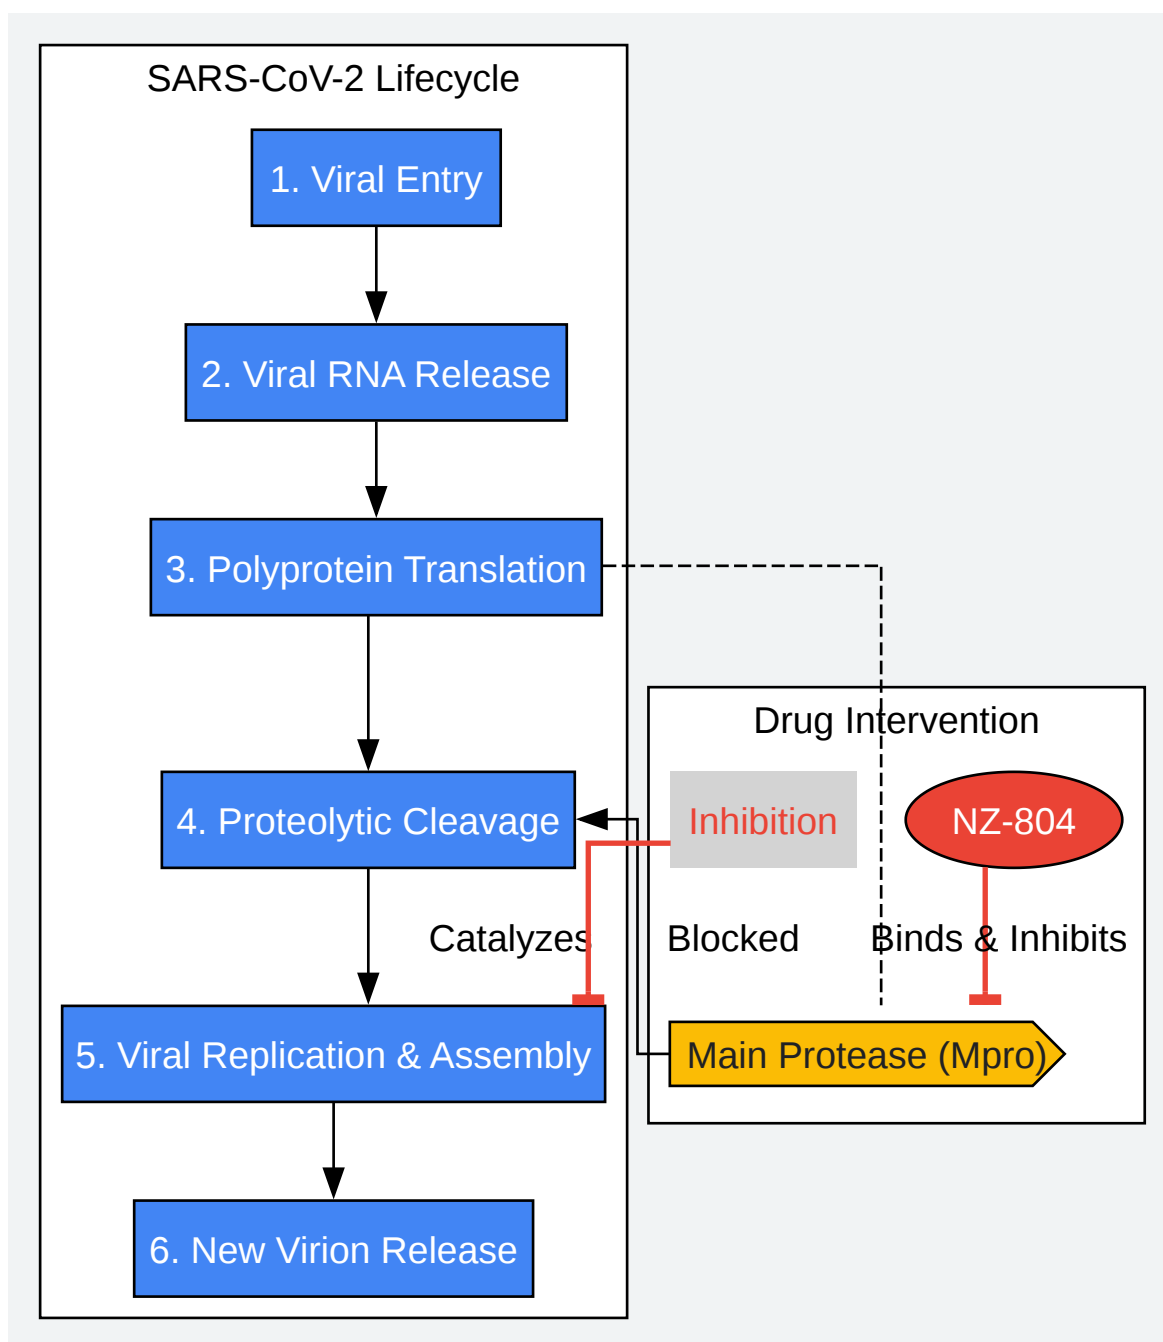 SARS-CoV-2 Lifecycle
1. Viral Entry
2. Viral RNA Release
3. Polyprotein Translation
4. Proteolytic Cleavage
Catalyzes
5. Viral Replication & Assembly
6. New Virion Release
Drug Intervention
Inhibition
NZ-804
Blocked
Binds & Inhibits
Main Protease (Mpro)